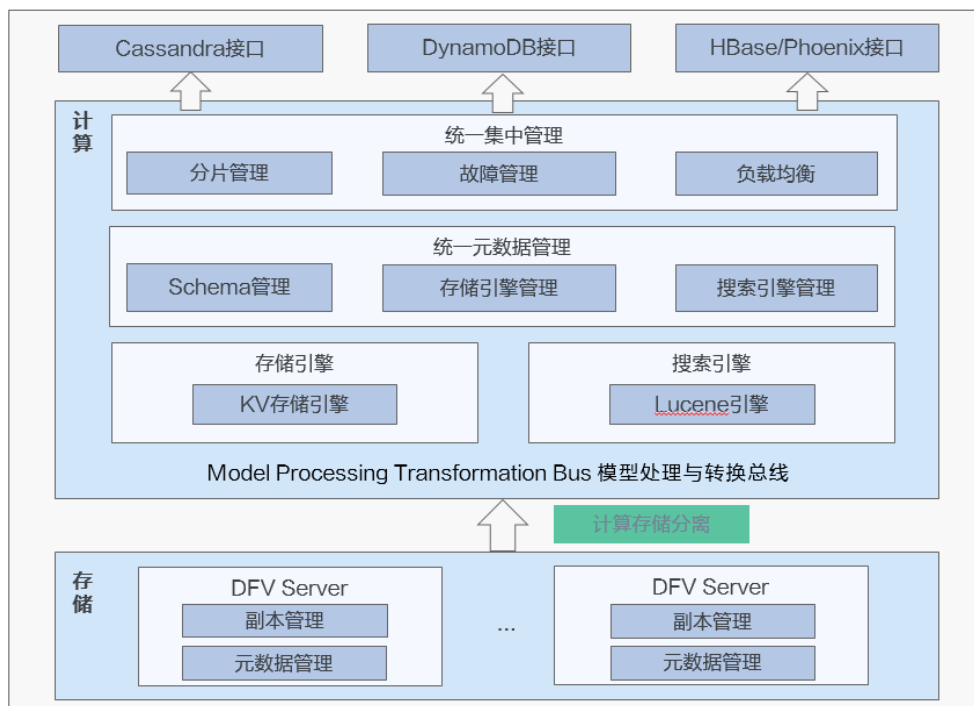 Cassandra接口
DynamoDB接口
HBase/Phoenix接口
计算
统一集中管理
分片管理
故障管理
负载均衡
统一元数据管理
Schema管理
存储引擎管理
搜索引擎管理
存储引擎
KV存储引擎
搜索引擎
Lucene引擎
Model Processing Transformation Bus 模型处理与转换总线
计算存储分离
存储
DFV Server
副本管理
元数据管理
...
DFV Server
副本管理
元数据管理